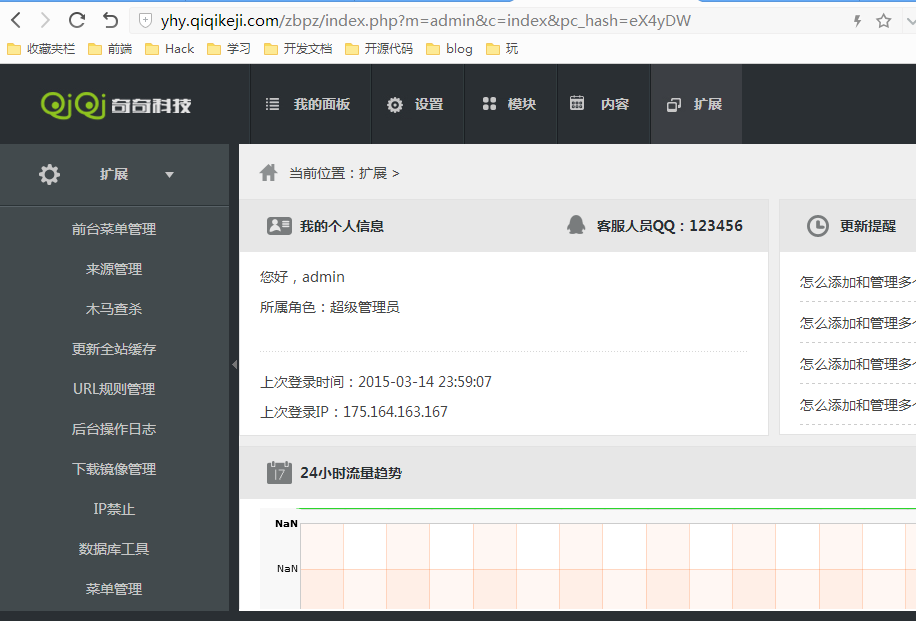 yhy.qiqikeji.com/zbpz/index.php?m=admin&c=index&pc_hash=eX4yDW
收藏夹栏 前端 Hack 学习 开发文档 开源代码 blog 玩
QiQi 奇奇科技 我的面板 设置 模块 内容 扩展
扩展
前台菜单管理
来源管理
木马查杀
更新全站缓存
URL规则管理
后台操作日志
下载镜像管理
IP禁止
数据库工具
菜单管理
当前位置：扩展 >
我的个人信息 客服人员QQ：123456
您好，admin
所属角色：超级管理员
上次登录时间：2015-03-14 23:59:07
上次登录IP：175.164.163.167
更新提醒
怎么添加和管理多个
怎么添加和管理多个
怎么添加和管理多个
怎么添加和管理多个
17 24小时流量趋势
NaN
NaN